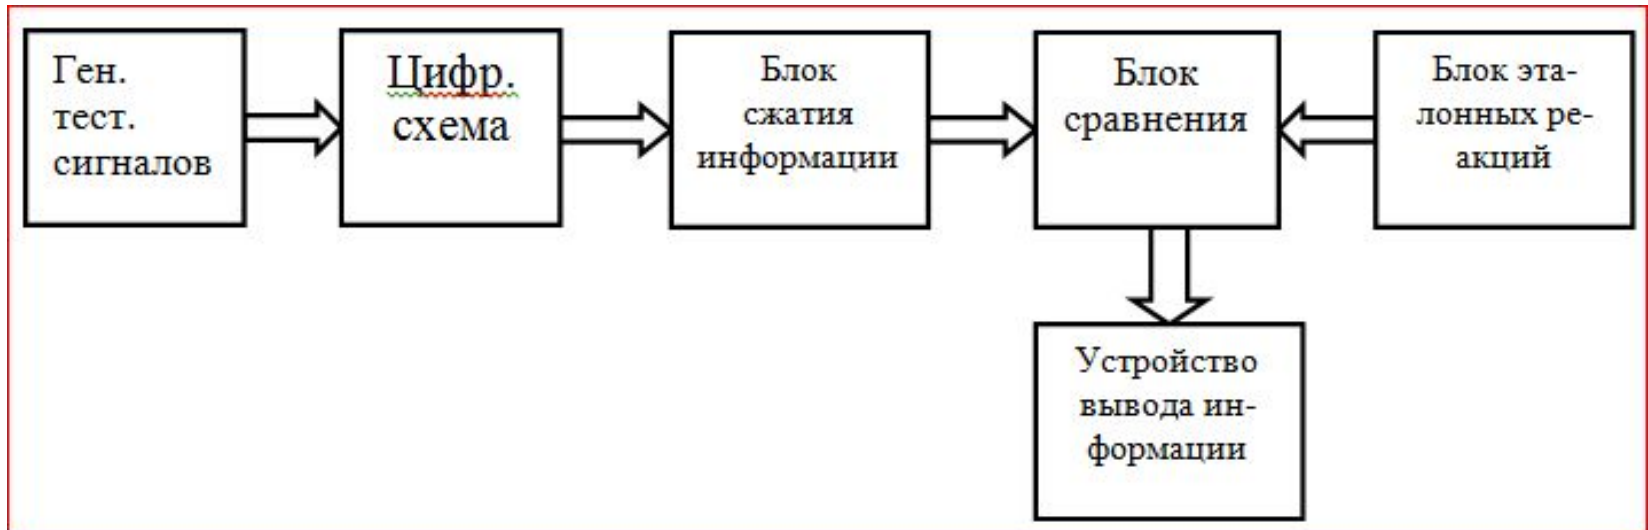 Ген.
тест.
сигналов
Цифр.
схема
Блок
сжатия
информации
Блок
сравнения
Блок эта-
лонных ре-
акций
Устройство
вывода ин-
формации